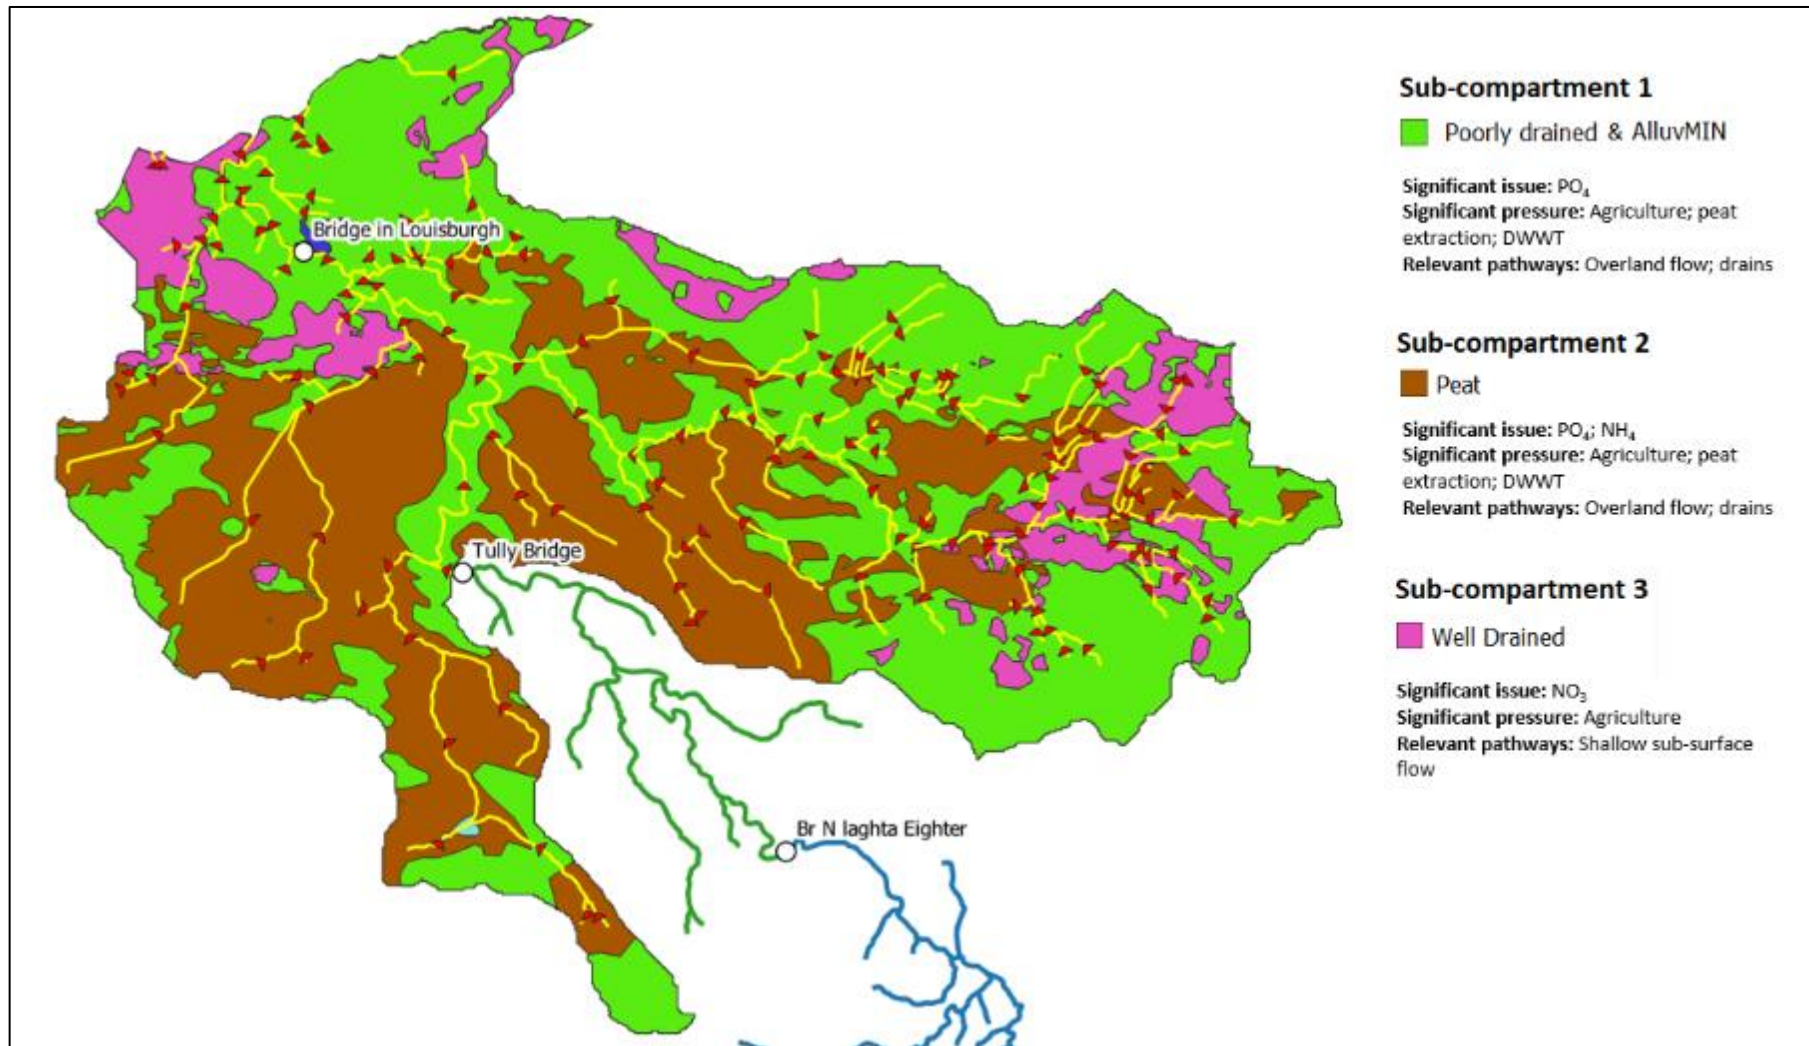 Bridge in Louisburgh
Tully Bridge
Br N laghta Eighter
Sub-compartment 1
Poorly drained & AlluvMIN
Significant issue: PO₄
Significant pressure: Agriculture; peat
extraction; DWWT
Relevant pathways: Overland flow; drains
Sub-compartment 2
Peat
Significant issue: PO₄; NH₄
Significant pressure: Agriculture; peat
extraction; DWWT
Relevant pathways: Overland flow; drains
Sub-compartment 3
Well Drained
Significant issue: NO₃
Significant pressure: Agriculture
Relevant pathways: Shallow sub-surface
flow